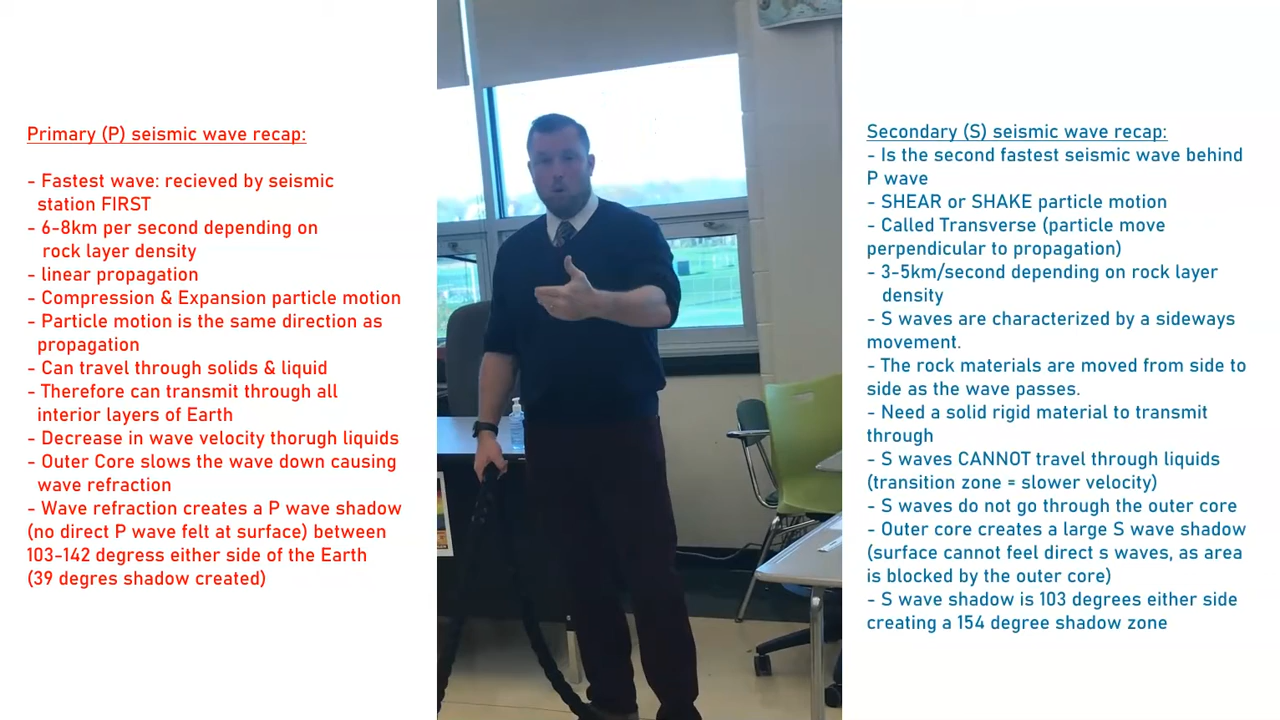 Primary (P) seismic wave recap:
- Fastest wave: recieved by seismic
station FIRST
- 6-8km per second depending on
rock layer density
- linear propagation
- Compression & Expansion particle motion
- Particle motion is the same direction as
propagation
- Can travel through solids & liquid
- Therefore can transmit through all
interior layers of Earth
- Decrease in wave velocity thorugh liquids
- Outer Core slows the wave down causing
wave refraction
- Wave refraction creates a P wave shadow
(no direct P wave felt at surface) between
103-142 degress either side of the Earth
(39 degres shadow created)
Secondary (S) seismic wave recap:
- Is the second fastest seismic wave behind
P wave
- SHEAR or SHAKE particle motion
- Called Transverse (particle move
perpendicular to propagation)
- 3-5km/second depending on rock layer
density
- S waves are characterized by a sideways
movement.
- The rock materials are moved from side to
side as the wave passes.
- Need a solid rigid material to transmit
through
- S waves CANNOT travel through liquids
(transition zone = slower velocity)
- S waves do not go through the outer core
- Outer core creates a large S wave shadow
(surface cannot feel direct s waves, as area
is blocked by the outer core)
- S wave shadow is 103 degrees either side
creating a 154 degree shadow zone